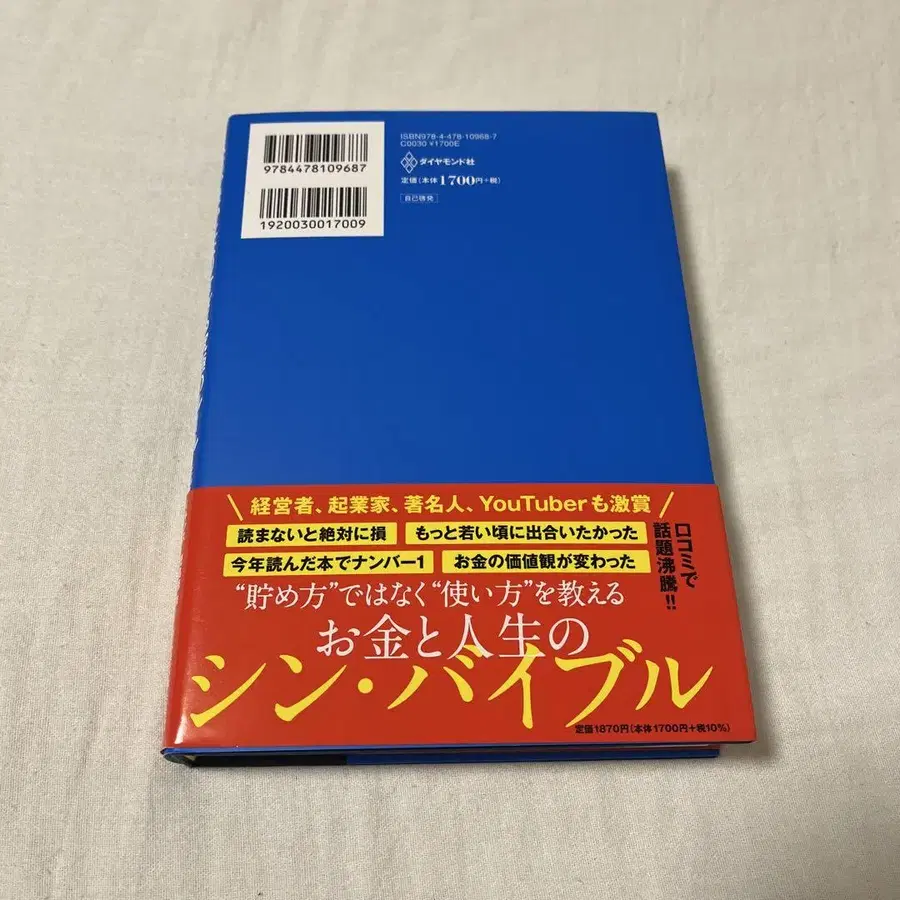 9784478109687
1920030017009
ISBN978-4-478-10968-7
C0030 ¥1700E
ダイヤモンド社
定価(本体1700円+税)
自己啓発
経営者、起業家、著名人、YouTuberも激賞
読まないと絶対に損
もっと若い頃に出合いたかった
今年読んだ本でナンバー1
お金の価値観が変わった
口コミで
話題沸騰!!
“貯め方”ではなく“使い方”を教える
お金と人生の
シン・バイブル
定価1870円(本体1700円+税10%)